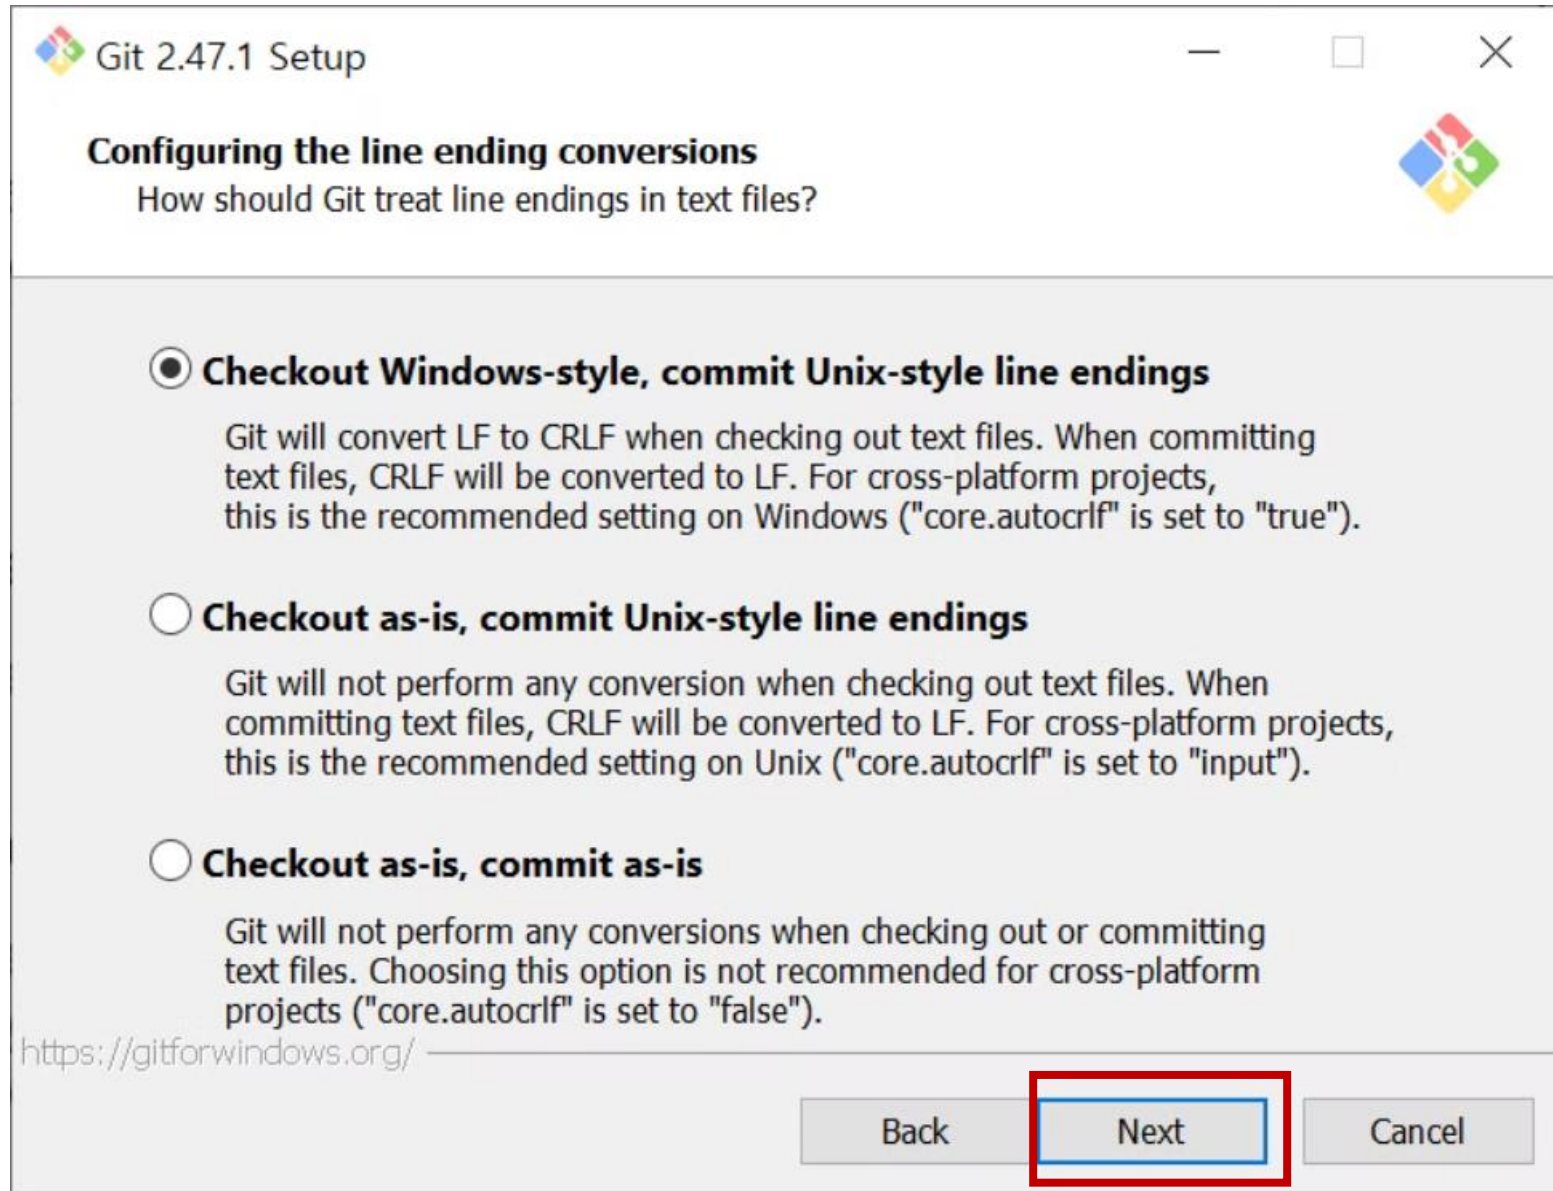 Git 2.47.1 Setup
Configuring the line ending conversions
How should Git treat line endings in text files?
Checkout Windows-style, commit Unix-style line endings
Git will convert LF to CRLF when checking out text files. When committing
text files, CRLF will be converted to LF. For cross-platform projects,
this is the recommended setting on Windows ("core.autocrlf" is set to "true").
Checkout as-is, commit Unix-style line endings
Git will not perform any conversion when checking out text files. When
committing text files, CRLF will be converted to LF. For cross-platform projects,
this is the recommended setting on Unix ("core.autocrlf" is set to "input").
Checkout as-is, commit as-is
Git will not perform any conversions when checking out or committing
text files. Choosing this option is not recommended for cross-platform
projects ("core.autocrlf" is set to "false").
https://gitforwindows.org/
Back Next Cancel